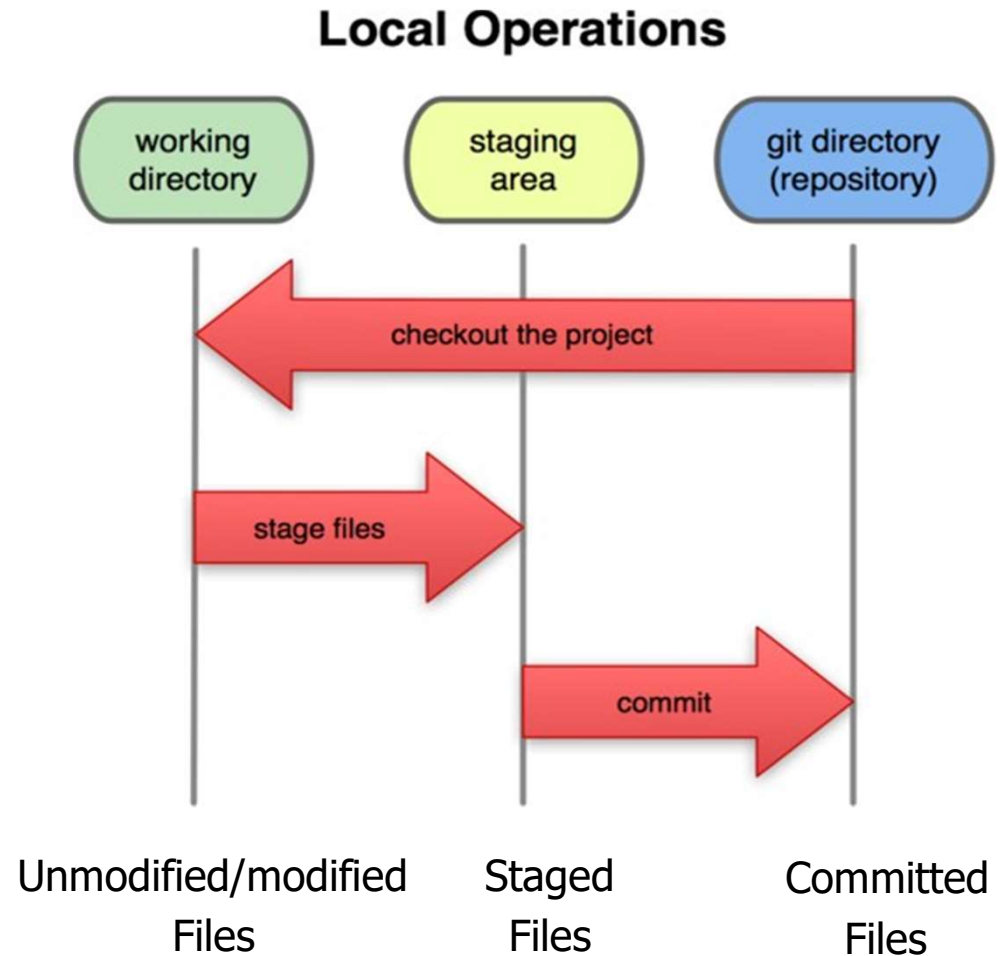 Local Operations
working
directory
staging
area
git directory
(repository)
checkout the project
stage files
commit
Unmodified/modified
Files
Staged
Files
Committed
Files